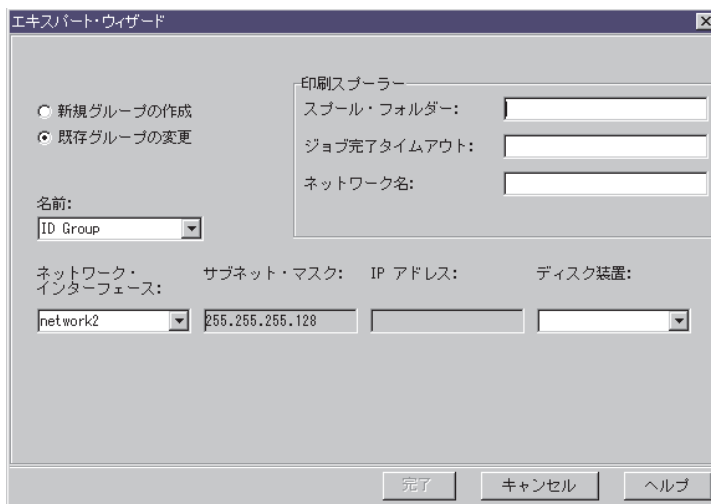 エキスパート・ウィザード
新規グループの作成
既存グループの変更
名前:
ID Group
印刷スプーラー
スプール・フォルダー:
ジョブ完了タイムアウト:
ネットワーク名:
ネットワーク・
インターフェース:
network2
サブネット・マスク:
255.255.255.128
IP アドレス:
ディスク装置:
完了
キャンセル
ヘルプ